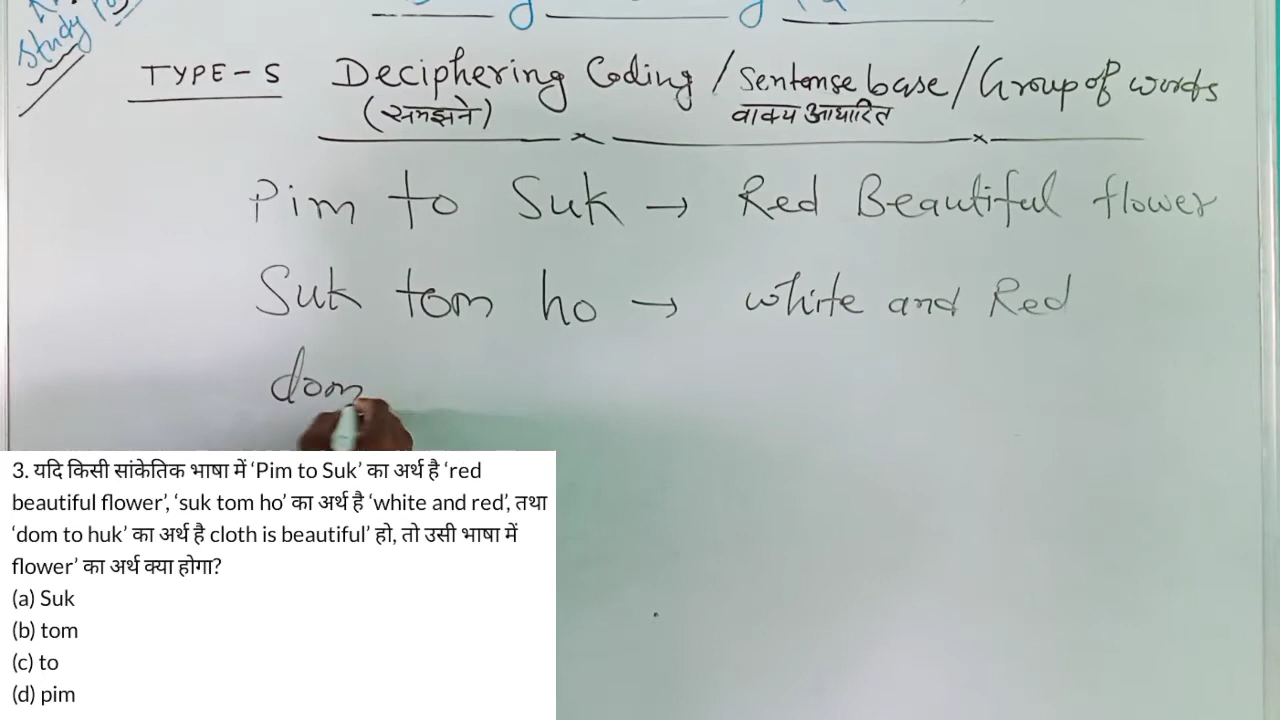 Study
TYPE - 5 Deciphering Coding / Sentense base / Group of words
(समझने) वाक्य आधारित
Pim to Suk → Red Beautiful flower
Suk tom ho → white and Red
dom
3. यदि किसी सांकेतिक भाषा में ‘Pim to Suk’ का अर्थ है ‘red
beautiful flower’, ‘suk tom ho’ का अर्थ है ‘white and red’, तथा
‘dom to huk’ का अर्थ है cloth is beautiful’ हो, तो उसी भाषा में
flower’ का अर्थ क्या होगा?
(a) Suk
(b) tom
(c) to
(d) pim